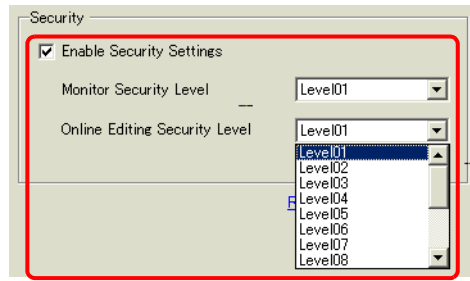 Security
Enable Security Settings
Monitor Security Level Level01
Online Editing Security Level Level01
Level01
Level02
Level03
Level04
Level05
Level06
Level07
Level08